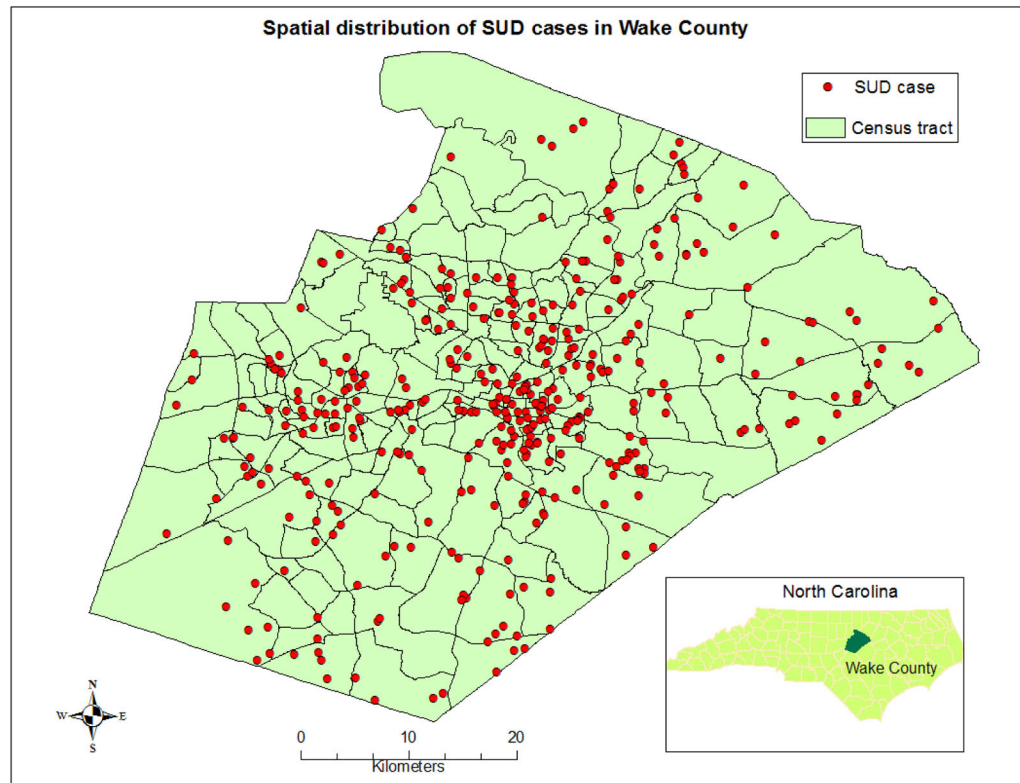 Spatial distribution of SUD cases in Wake County
SUD case
Census tract
North Carolina
Wake County
N
W E
S
0 10 20
Kilometers